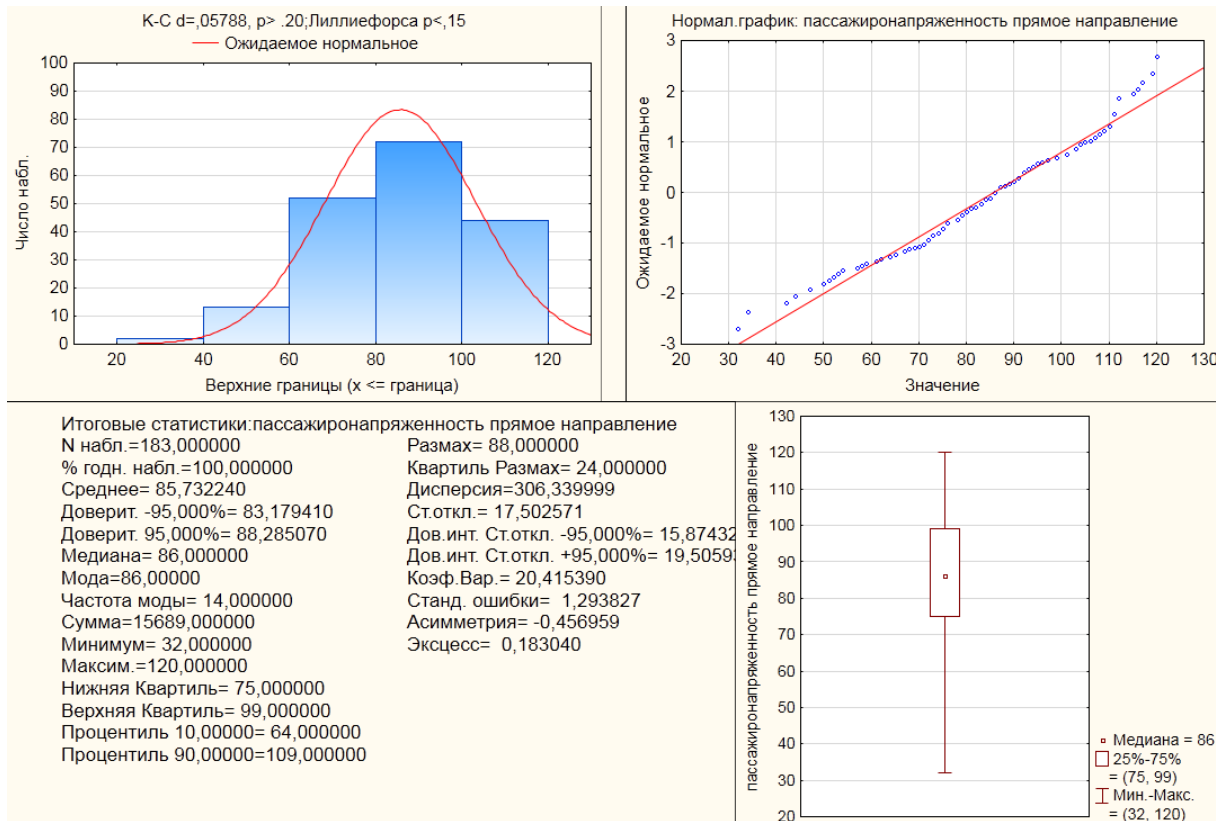 К-С d=,05788, p> .20;Лиллиефорса p<,15
Ожидаемое нормальное
100
90
80
70
60
50
40
30
20
10
0
Число набл.
20 40 60 80 100 120
Верхние границы (x <= граница)
Нормал.график: пассажиронапряженность прямое направление
3
2
1
0
-1
-2
-3
Ожидаемое нормальное
20 30 40 50 60 70 80 90 100 110 120 130
Значение
Итоговые статистики:пассажиронапряженность прямое направление
N набл.=183,000000
% годн. набл.=100,000000
Среднее= 85,732240
Доверит. -95,000%= 83,179410
Доверит. 95,000%= 88,285070
Медиана= 86,000000
Мода=86,00000
Частота моды= 14,000000
Сумма=15689,000000
Минимум= 32,000000
Максим.=120,000000
Нижняя Квартиль= 75,000000
Верхняя Квартиль= 99,000000
Процентиль 10,00000= 64,000000
Процентиль 90,00000=109,000000
Размах= 88,000000
Квартиль Размах= 24,000000
Дисперсия=306,339999
Ст.откл.= 17,502571
Дов.инт. Ст.откл. -95,000%= 15,87432
Дов.инт. Ст.откл. +95,000%= 19,5059
Коэф.Вар.= 20,415390
Станд. ошибки= 1,293827
Асимметрия= -0,456959
Эксцесс= 0,183040
пассажиронапряженность прямое направление
130
120
110
100
90
80
70
60
50
40
30
20
Медиана = 86
25%-75%
= (75, 99)
Мин.-Макс.
= (32, 120)